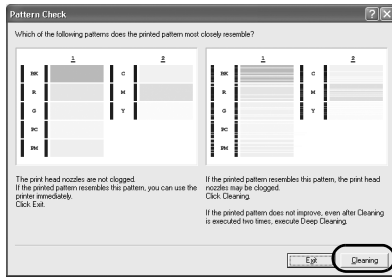 Pattern Check
Which of the following patterns does the printed pattern most closely resemble?
1 2
BK C
R M
G Y
PC
PM
1 2
BK C
R M
G Y
PC
PM
The print head nozzles are not clogged.
If the printed pattern resembles this pattern, you can use the
printer immediately.
Click Exit.
If the printed pattern resembles this pattern, the print head
nozzles may be clogged.
Click Cleaning.
If the printed pattern does not improve, even after Cleaning
is executed two times, execute Deep Cleaning.
Exit
Cleaning